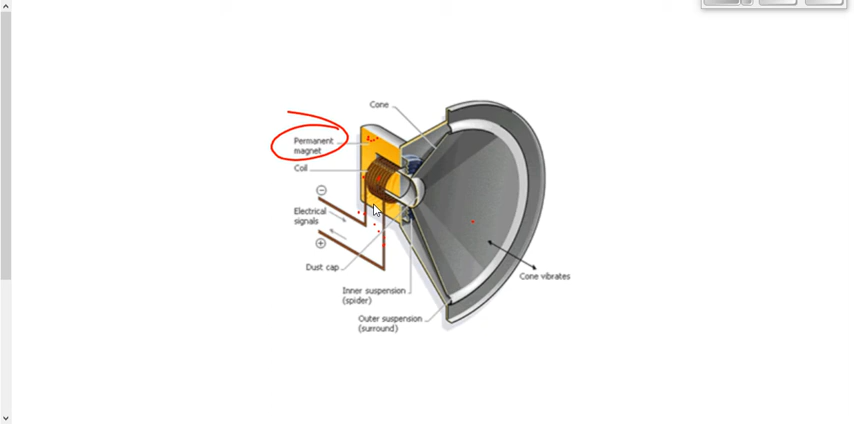 Cone
Permanent
magnet
Coil
Electrical
signals
Dust cap
Cone vibrates
Inner suspension
(spider)
Outer suspension
(surround)